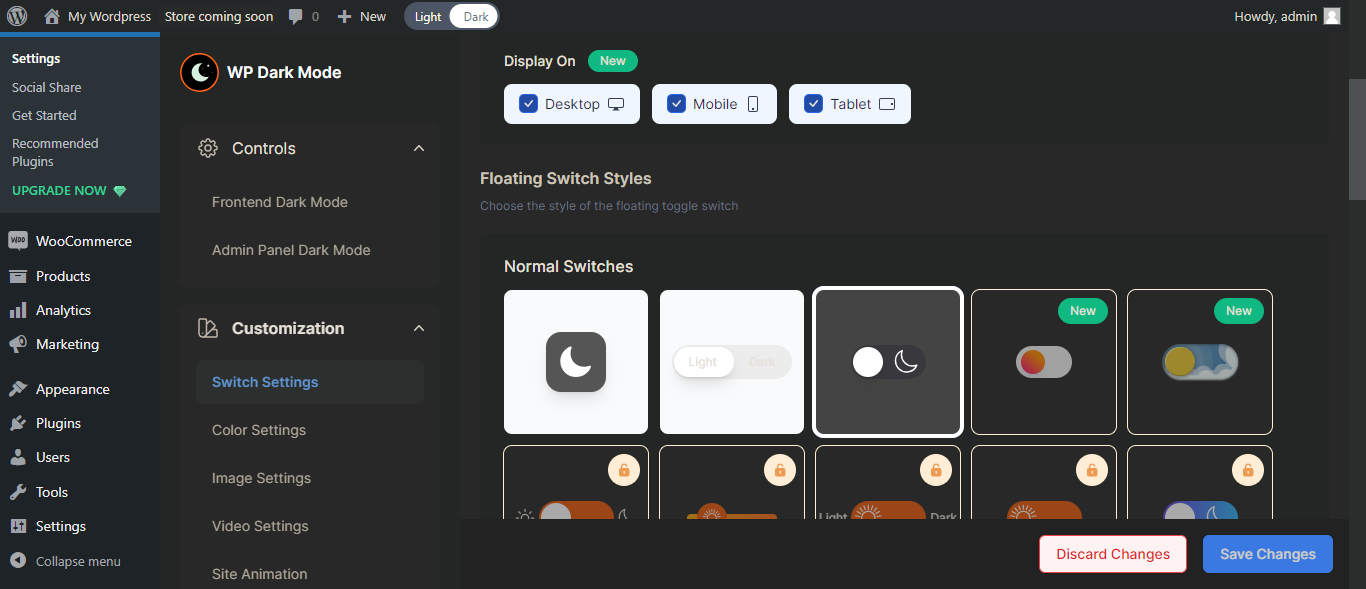 My Wordpress Store coming soon 0 New Light Dark Howdy, admin
Settings
Social Share
Get Started
Recommended
Plugins
UPGRADE NOW
WOO WooCommerce
Products
Analytics
Marketing
Appearance
Plugins
Users
Tools
Settings
Collapse menu
WP Dark Mode
Controls
Frontend Dark Mode
Admin Panel Dark Mode
Customization
Switch Settings
Color Settings
Image Settings
Video Settings
Site Animation
Display On New
Desktop Mobile Tablet
Floating Switch Styles
Choose the style of the floating toggle switch
Normal Switches
Light Dark
New
New
Light Dark
Discard Changes Save Changes